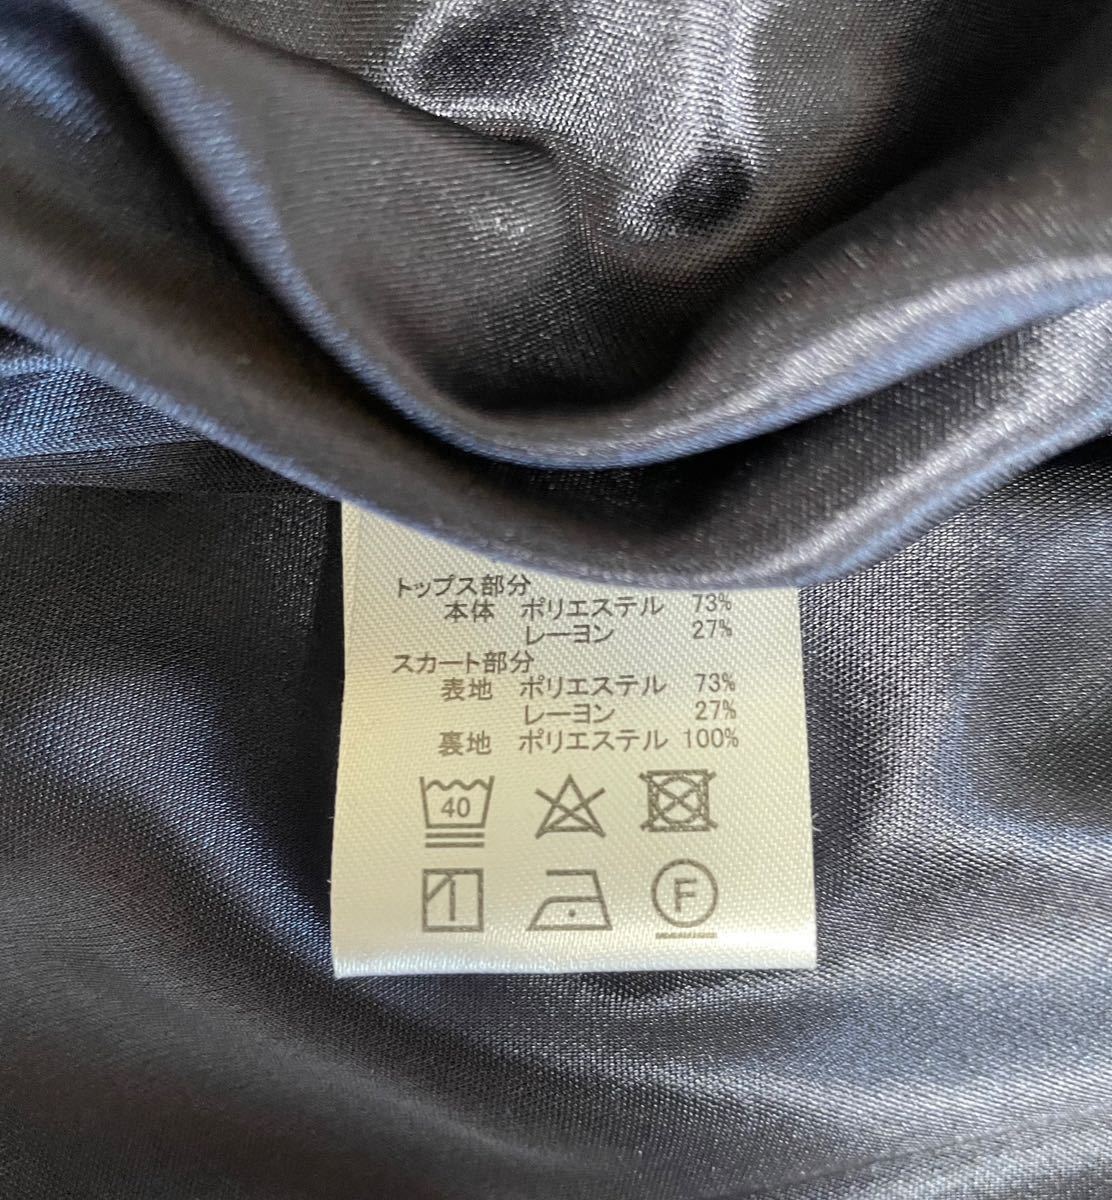 トップス部分
本体 ポリエステル 73%
レーヨン 27%
スカート部分
表地 ポリエステル 73%
レーヨン 27%
裏地 ポリエステル 100%
40
F